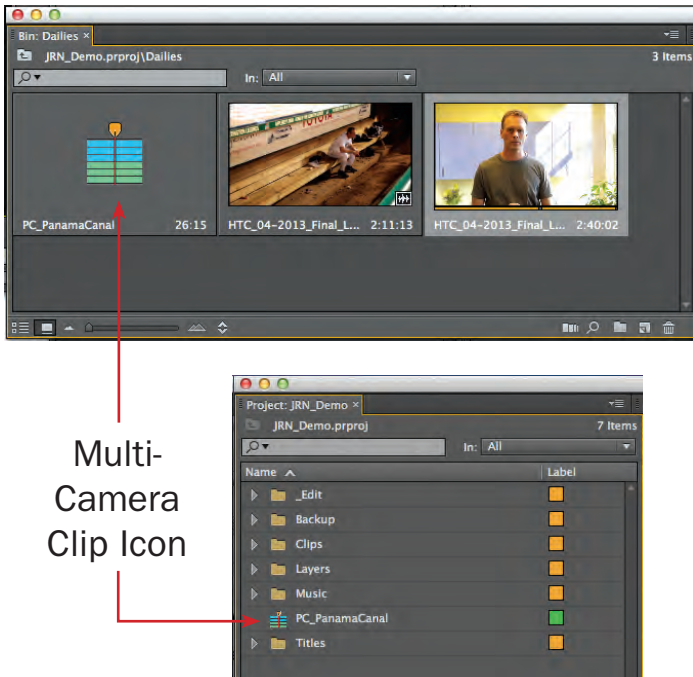 Bin: Dailies ×
JRN_Demo.prproj\Dailies
3 Items
In: All
TOYOTA
PC_PanamaCanal 26:15
HTC_04-2013_Final_L... 2:11:13
HTC_04-2013_Final_L... 2:40:02
Multi-
Camera
Clip Icon
Project: JRN_Demo ×
JRN_Demo.prproj
7 Items
In: All
Name
Label
_Edit
Backup
Clips
Layers
Music
PC_PanamaCanal
Titles